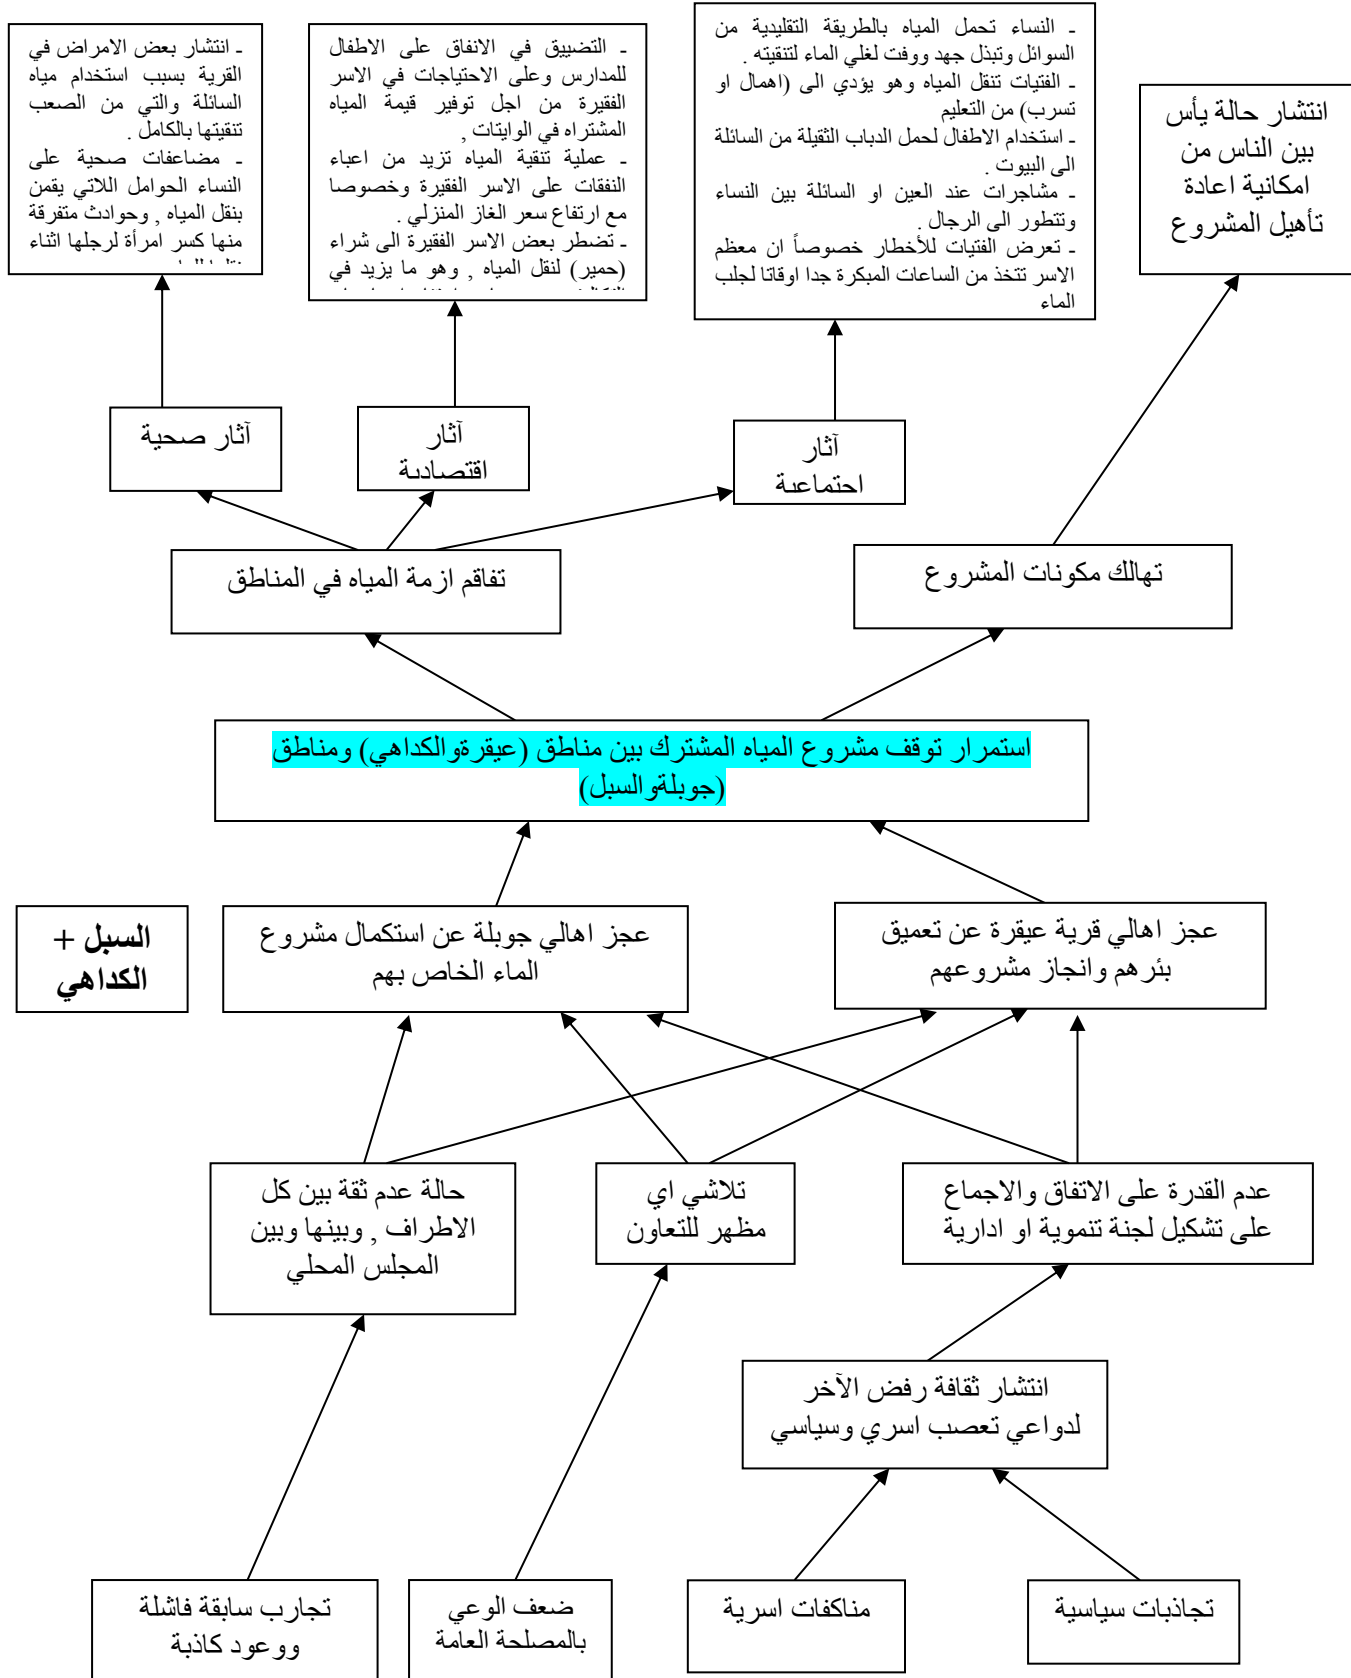 ـ النساء تحمل المياه بالطريقة التقليدية من
السوائل وتبذل جهد ووقت لغلي الماء لتنقيته .
ـ الفتيات تنقل المياه وهو يؤدي الى (اهمال او
تسرب) من التعليم
ـ استخدام الاطفال لحمل الدباب الثقيلة من السائلة
الى البيوت .
ـ مشاجرات عند العين او السائلة بين النساء
وتتطور الى الرجال .
ـ تعرض الفتيات للأخطار خصوصاً ان معظم
الاسر تتخذ من الساعات المبكرة جدا اوقاتا لجلب
الماء
ـ التضييق في الانفاق على الاطفال
للمدارس وعلى الاحتياجات في الاسر
الفقيرة من اجل توفير قيمة المياه
المشتراه في الوايتات ,
ـ عملية تنقية المياه تزيد من اعباء
النفقات على الاسر الفقيرة وخصوصا
مع ارتفاع سعر الغاز المنزلي .
ـ تضطر بعض الاسر الفقيرة الى شراء
(حمير) لنقل المياه , وهو ما يزيد في
ـ انتشار بعض الامراض في
القرية بسبب استخدام مياه
السائلة والتي من الصعب
تنقيتها بالكامل .
ـ مضاعفات صحية على
النساء الحوامل اللاتي يقمن
بنقل المياه , وحوادث متفرقة
منها كسر امرأة لرجلها اثناء
انتشار حالة يأس
بين الناس من
امكانية اعادة
تأهيل المشروع
آثار
اجتماعية
آثار
اقتصادية
آثار صحية
تهالك مكونات المشروع
تفاقم ازمة المياه في المناطق
استمرار توقف مشروع المياه المشترك بين مناطق (عيقرةوالكداهي) ومناطق
(جوبلةوالسبل)
عجز اهالي قرية عيقرة عن تعميق
بئرهم وانجاز مشروعهم
عجز اهالي جوبلة عن استكمال مشروع
الماء الخاص بهم
السبل +
الكداهي
عدم القدرة على الاتفاق والاجماع
على تشكيل لجنة تنموية او ادارية
تلاشي اي
مظهر للتعاون
حالة عدم ثقة بين كل
الاطراف , وبينها وبين
المجلس المحلي
انتشار ثقافة رفض الآخر
لدواعي تعصب اسري وسياسي
تجاذبات سياسية
مناكفات اسرية
ضعف الوعي
بالمصلحة العامة
تجارب سابقة فاشلة
ووعود كاذبة